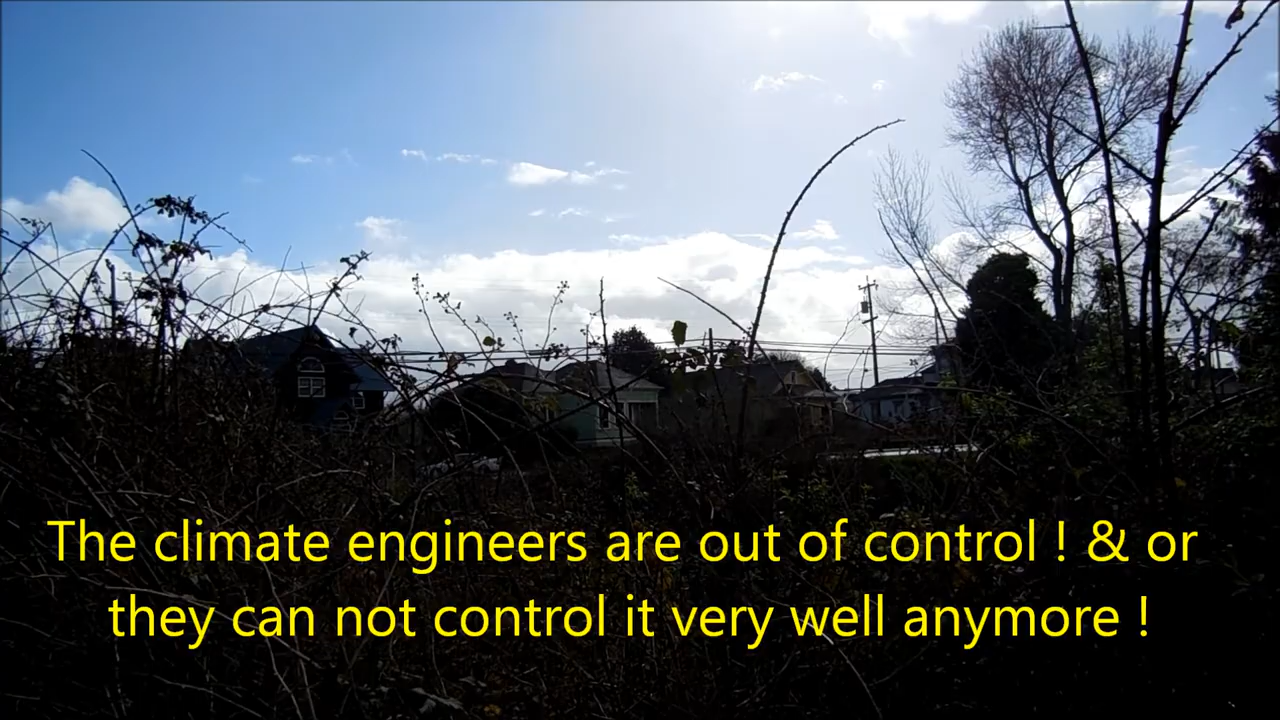 The climate engineers are out of control ! & or
they can not control it very well anymore !